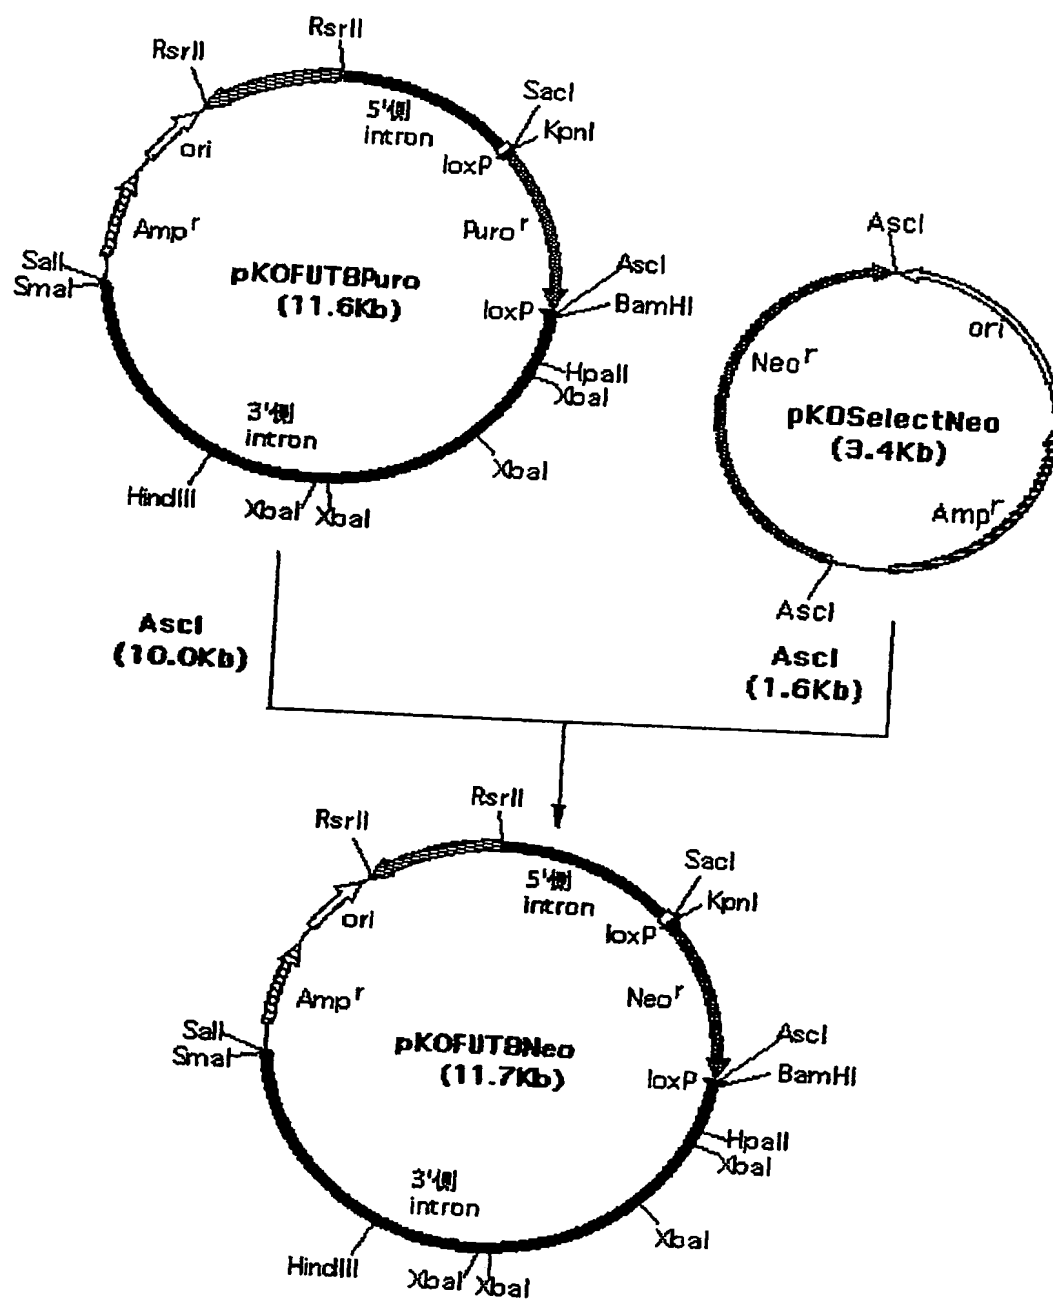 RsrII
RsrII
SacI
KpnI
5'側
intron
loxP
ori
Amp r
Puro r
SalI
SmaI
pKOFUT8Puro
(11.6Kb)
AscI
BamHI
loxP
HpaII
XbaI
XbaI
3'側
intron
HindIII
XbaI
XbaI
AscI
ori
Neo r
pKOSelectNeo
(3.4Kb)
Amp r
AscI
AscI
(10.0Kb)
AscI
(1.6Kb)
RsrII
RsrII
SacI
KpnI
5'側
intron
loxP
ori
Amp r
Neo r
SalI
SmaI
pKOFUT8Neo
(11.7Kb)
AscI
BamHI
loxP
HpaII
XbaI
XbaI
3'側
intron
HindIII
XbaI
XbaI